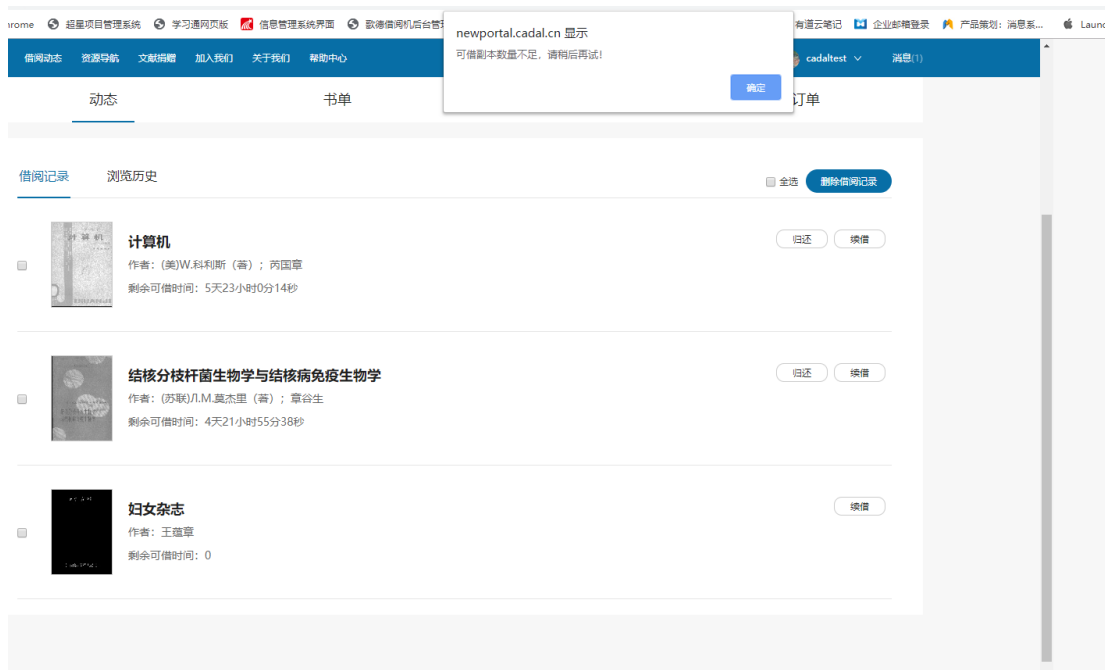 hrome 超星项目管理系统 学习通网页版 信息管理系统界面 歌德借阅机后台管理 有道云笔记 企业邮箱登录 产品策划：消息系... Launc
newportal.cadal.cn 显示
可借副本数量不足，请稍后再试!
确定
借阅动态 资源导航 文献捐赠 加入我们 关于我们 帮助中心 cadaltest 消息(1)
动态 书单 订单
借阅记录 浏览历史 全选 删除借阅记录
计算机 归还 续借
作者：(美)W.科利斯（著）；芮国章
剩余可借时间：5天23小时0分14秒
计算机
结核分枝杆菌生物学与结核病免疫生物学 归还 续借
作者：(苏联)Л.M.莫杰里（著）；章谷生
剩余可借时间：4天21小时55分38秒
妇女杂志 续借
作者：王蕴章
剩余可借时间：0